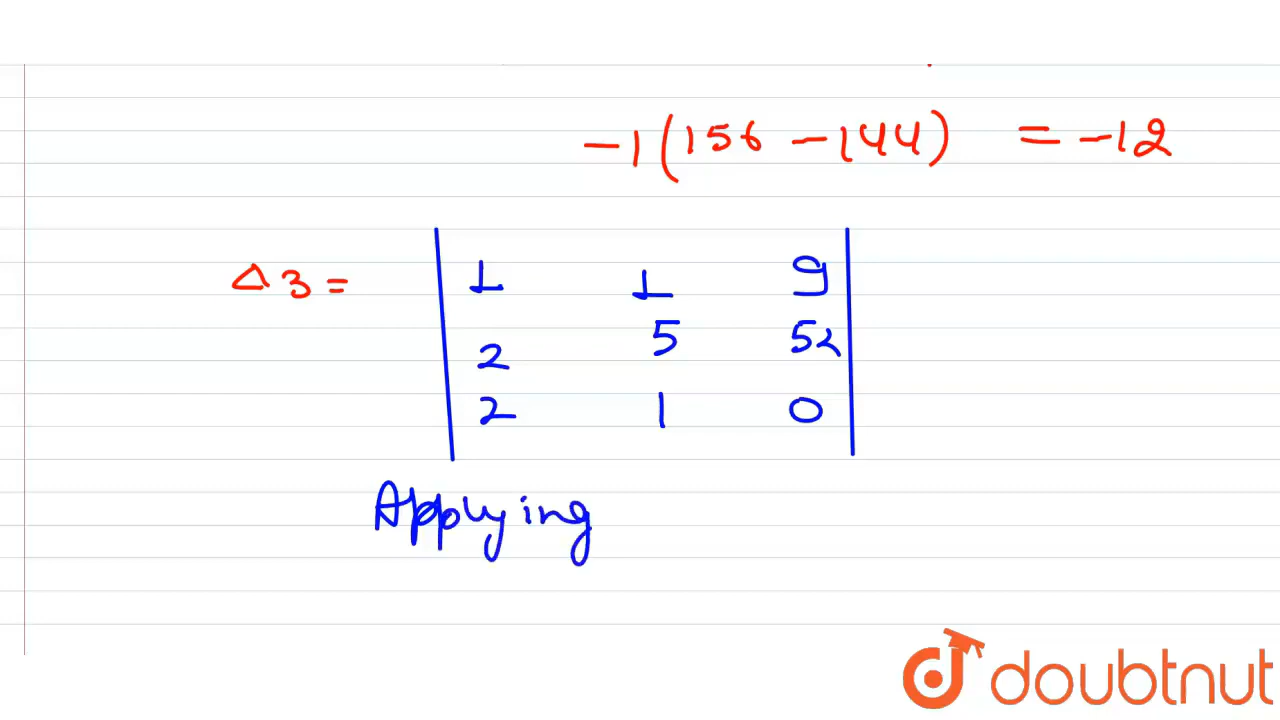 -1(156 -144) = -12
Δ3 =
1 1 9
2 5 52
2 1 0
Applying
doubtnut